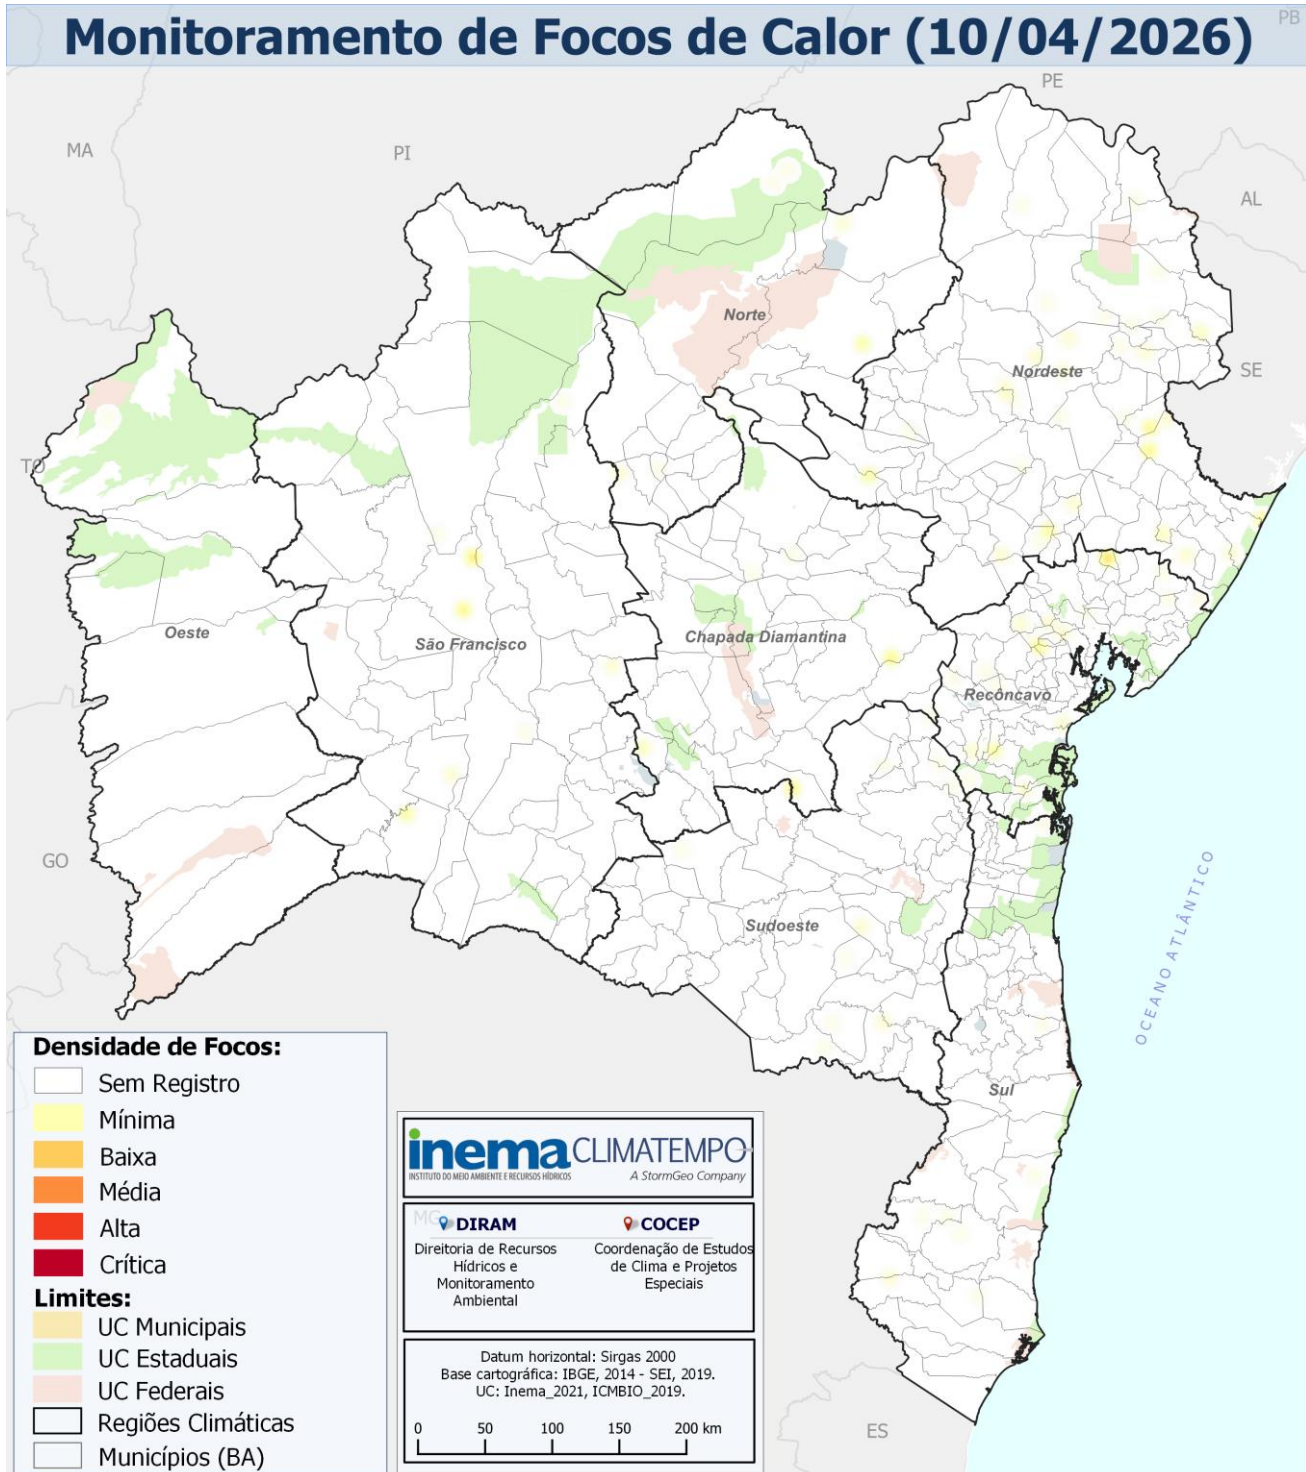 Monitoramento de Focos de Calor (10/04/2026)
PB
PE
MA
PI
AL
Norte
Nordeste
SE
TO
Oeste
São Francisco
Chapada Diamantina
Recôncavo
GO
Sudoeste
OCEANO ATLÂNTICO
Sul
Densidade de Focos:
Sem Registro
Mínima
Baixa
Média
Alta
Crítica
Limites:
UC Municipais
UC Estaduais
UC Federais
Regiões Climáticas
Municípios (BA)
inema
INSTITUTO DO MEIO AMBIENTE E RECURSOS HÍDRICOS
CLIMATEMPO
A StormGeo Company
MG
DIRAM
Direitoria de Recursos
Hídricos e
Monitoramento
Ambiental
COCEP
Coordenação de Estudos
de Clima e Projetos
Especiais
Datum horizontal: Sirgas 2000
Base cartográfica: IBGE, 2014 - SEI, 2019.
UC: Inema_2021, ICMBIO_2019.
0 50 100 150 200 km
ES